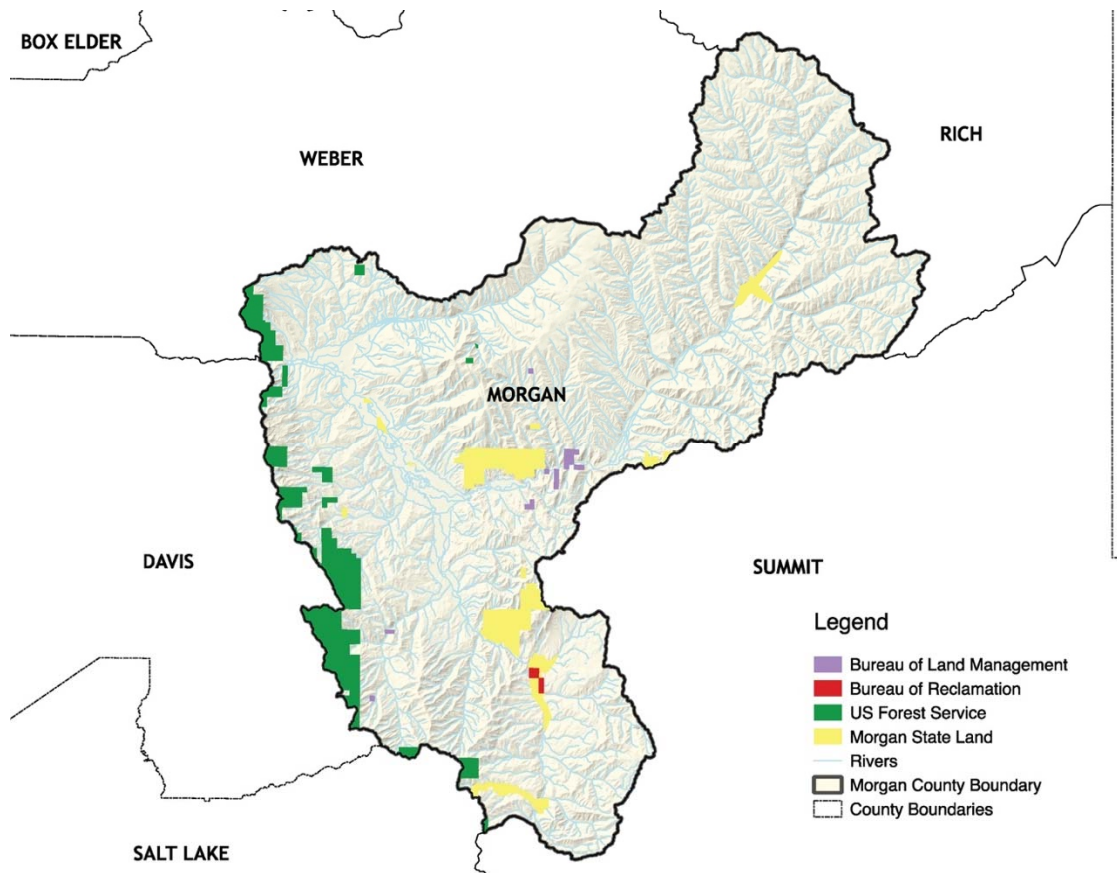 BOX ELDER
WEBER
RICH
MORGAN
DAVIS
SUMMIT
SALT LAKE
Legend
Bureau of Land Management
Bureau of Reclamation
US Forest Service
Morgan State Land
Rivers
Morgan County Boundary
County Boundaries